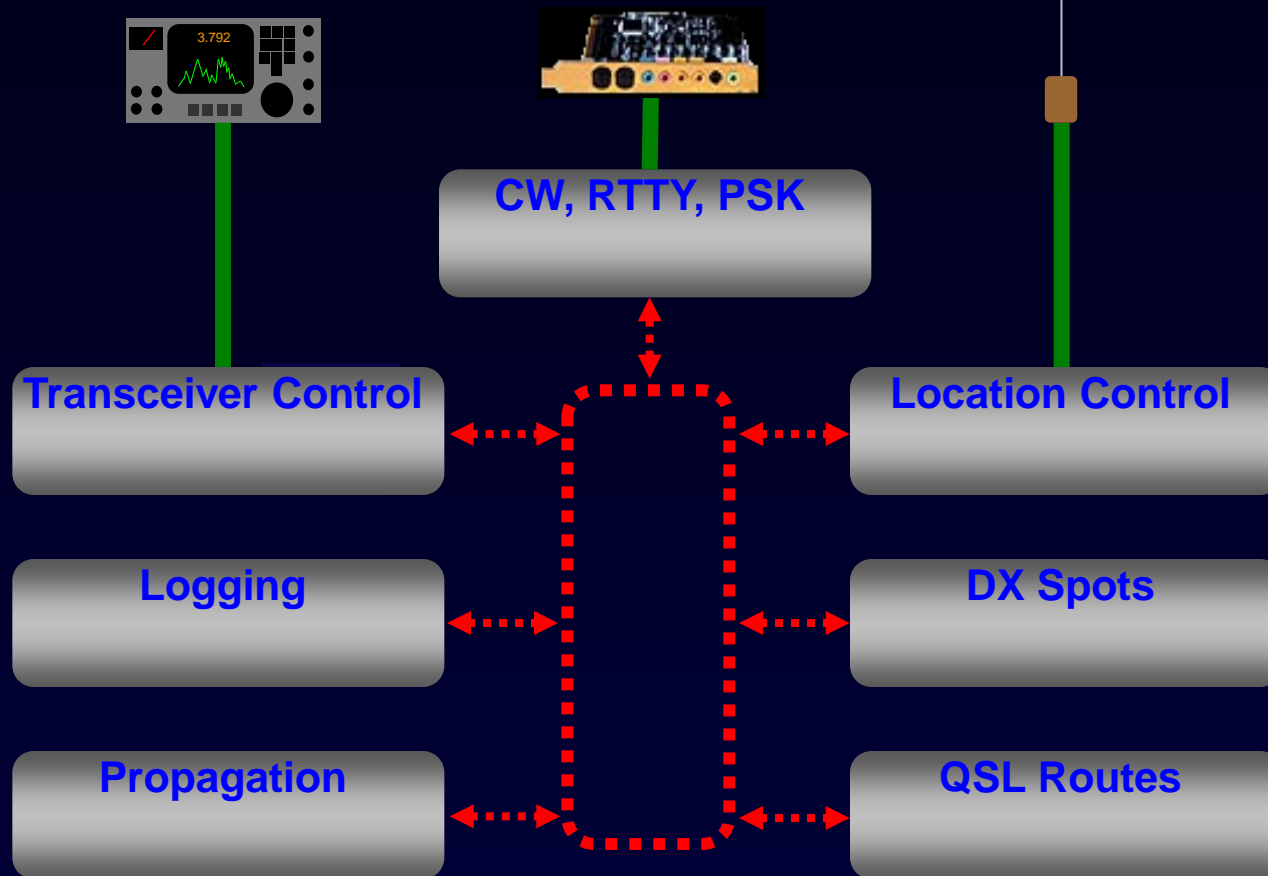 3.792
CW, RTTY, PSK
Transceiver Control
Location Control
Logging
DX Spots
Propagation
QSL Routes